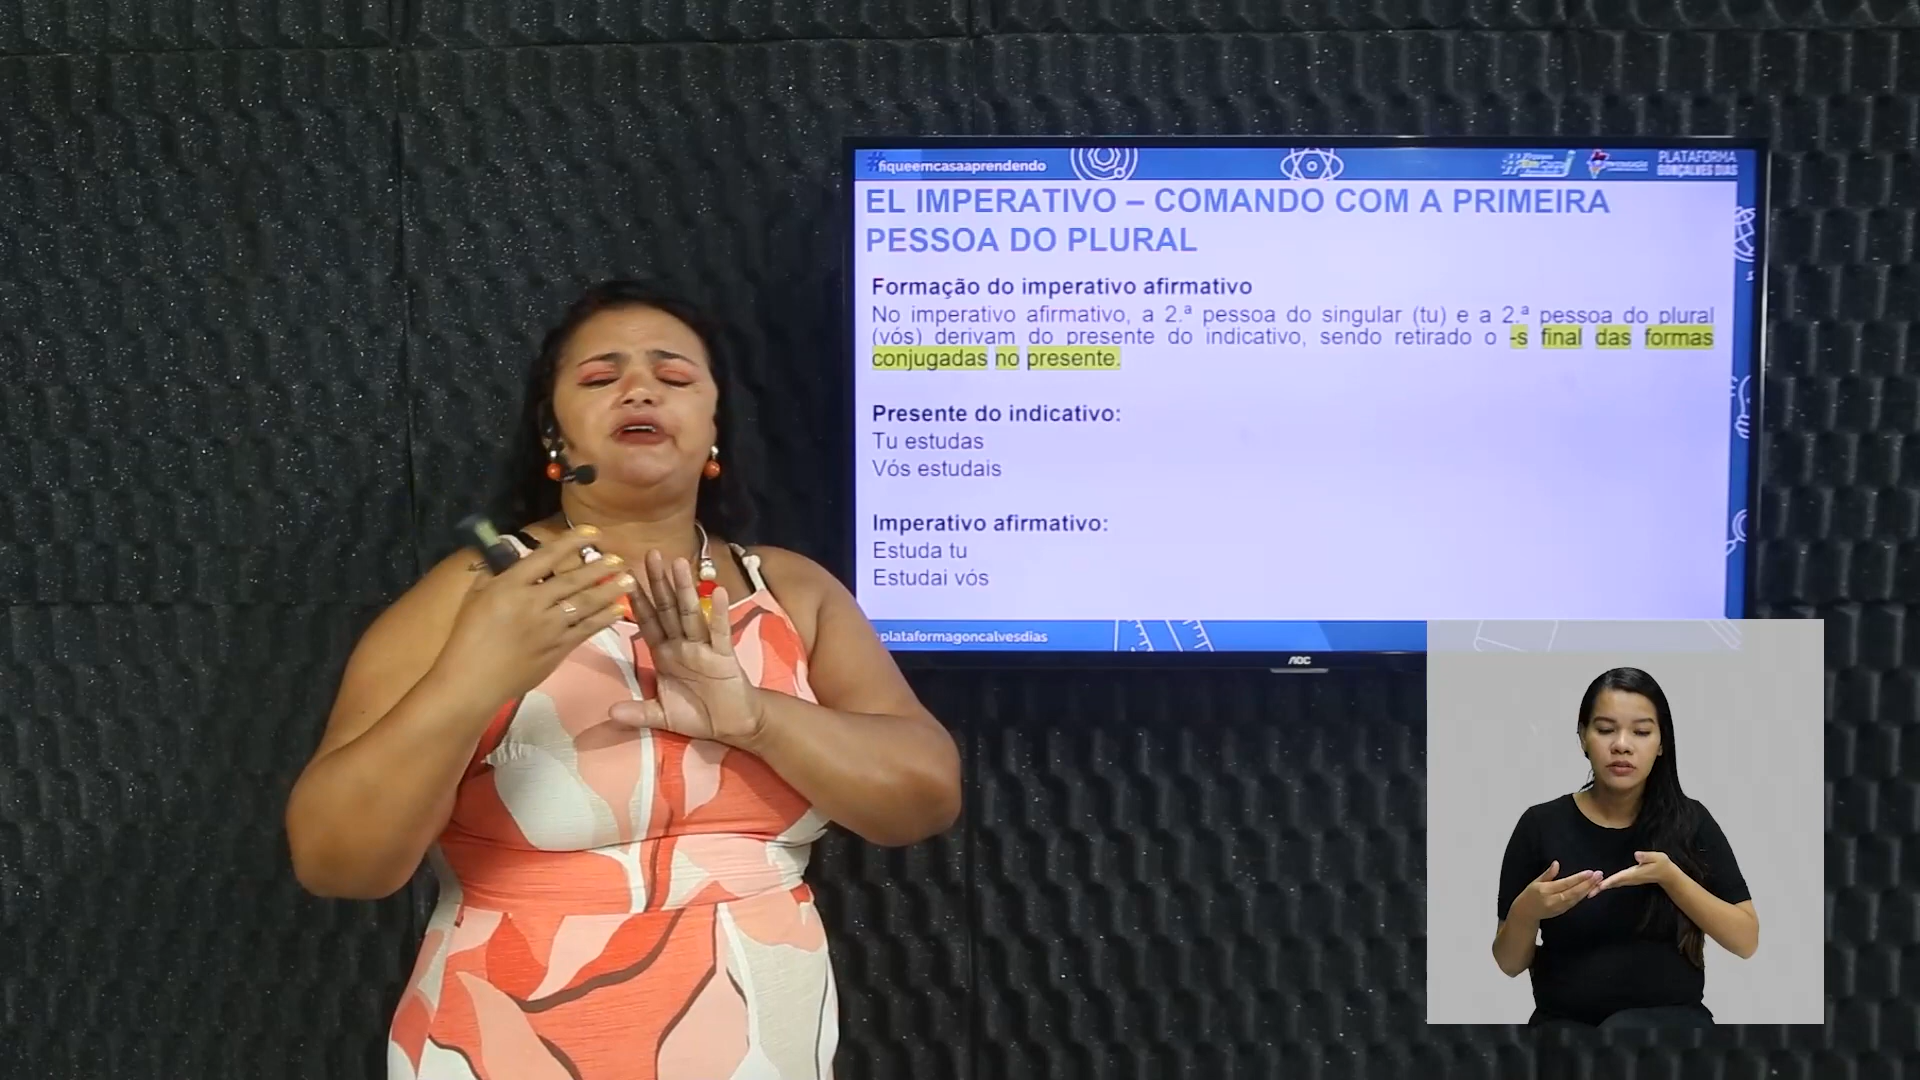 #fiqueemcasaaprendendo
PLATAFORMA
GONÇALVES DIAS
EL IMPERATIVO – COMANDO COM A PRIMEIRA
PESSOA DO PLURAL
Formação do imperativo afirmativo
No imperativo afirmativo, a 2.ª pessoa do singular (tu) e a 2.ª pessoa do plural
(vós) derivam do presente do indicativo, sendo retirado o -s final das formas
conjugadas no presente.
Presente do indicativo:
Tu estudas
Vós estudais
Imperativo afirmativo:
Estuda tu
Estudai vós
plataformagoncalvesdias
AOC